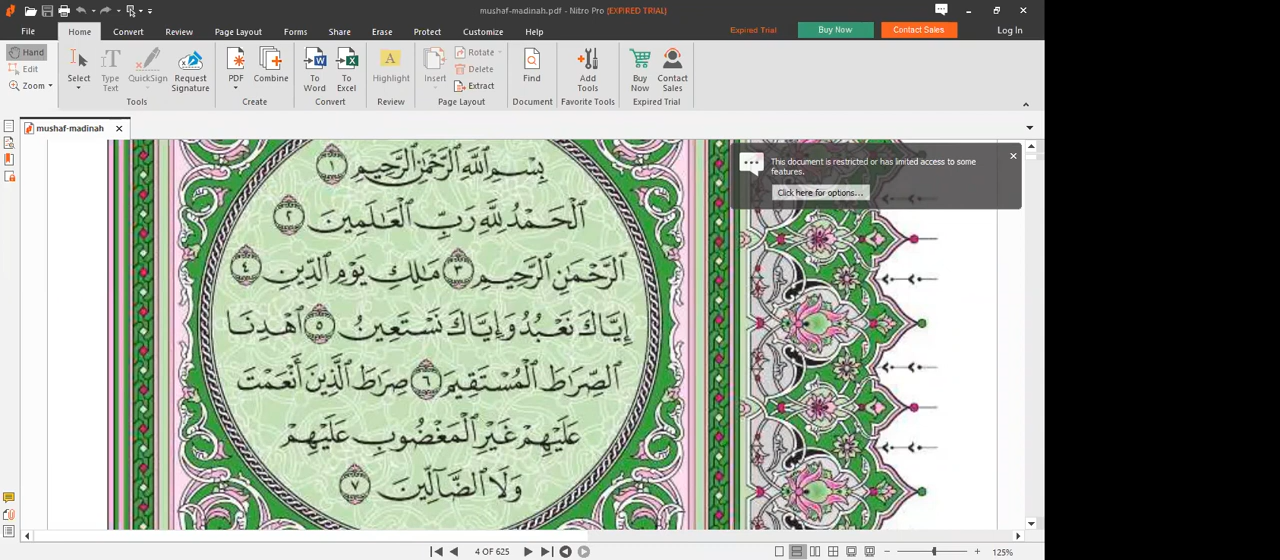 mushaf-madinah.pdf - Nitro Pro (EXPIRED TRIAL)
File Home Convert Review Page Layout Forms Share Erase Protect Customize Help Expired Trial Buy Now Contact Sales Log In
Hand
Edit
Zoom
Select
Type Text
QuickSign
Request Signature
Tools
PDF
Combine
Create
To Word
To Excel
Convert
Highlight
Review
Insert
Rotate
Delete
Extract
Page Layout
Find
Document
Add Tools
Favorite Tools
Buy Now
Contact Sales
Expired Trial
mushaf-madinah
This document is restricted or has limited access to some
features.
Click here for options...
بِسْمِ ٱللَّهِ ٱلرَّحْمَٰنِ ٱلرَّحِيمِ ١
ٱلْحَمْدُ لِلَّهِ رَبِّ ٱلْعَٰلَمِينَ ٢
ٱلرَّحْمَٰنِ ٱلرَّحِيمِ ٣ مَٰلِكِ يَوْمِ ٱلدِّينِ ٤
إِيَّاكَ نَعْبُدُ وَإِيَّاكَ نَسْتَعِينُ ٥ ٱهْدِنَا
ٱلصِّرَٰطَ ٱلْمُسْتَقِيمَ ٦ صِرَٰطَ ٱلَّذِينَ أَنْعَمْتَ
عَلَيْهِمْ غَيْرِ ٱلْمَغْضُوبِ عَلَيْهِمْ
وَلَا ٱلضَّآلِّينَ ٧
4 OF 625
125%